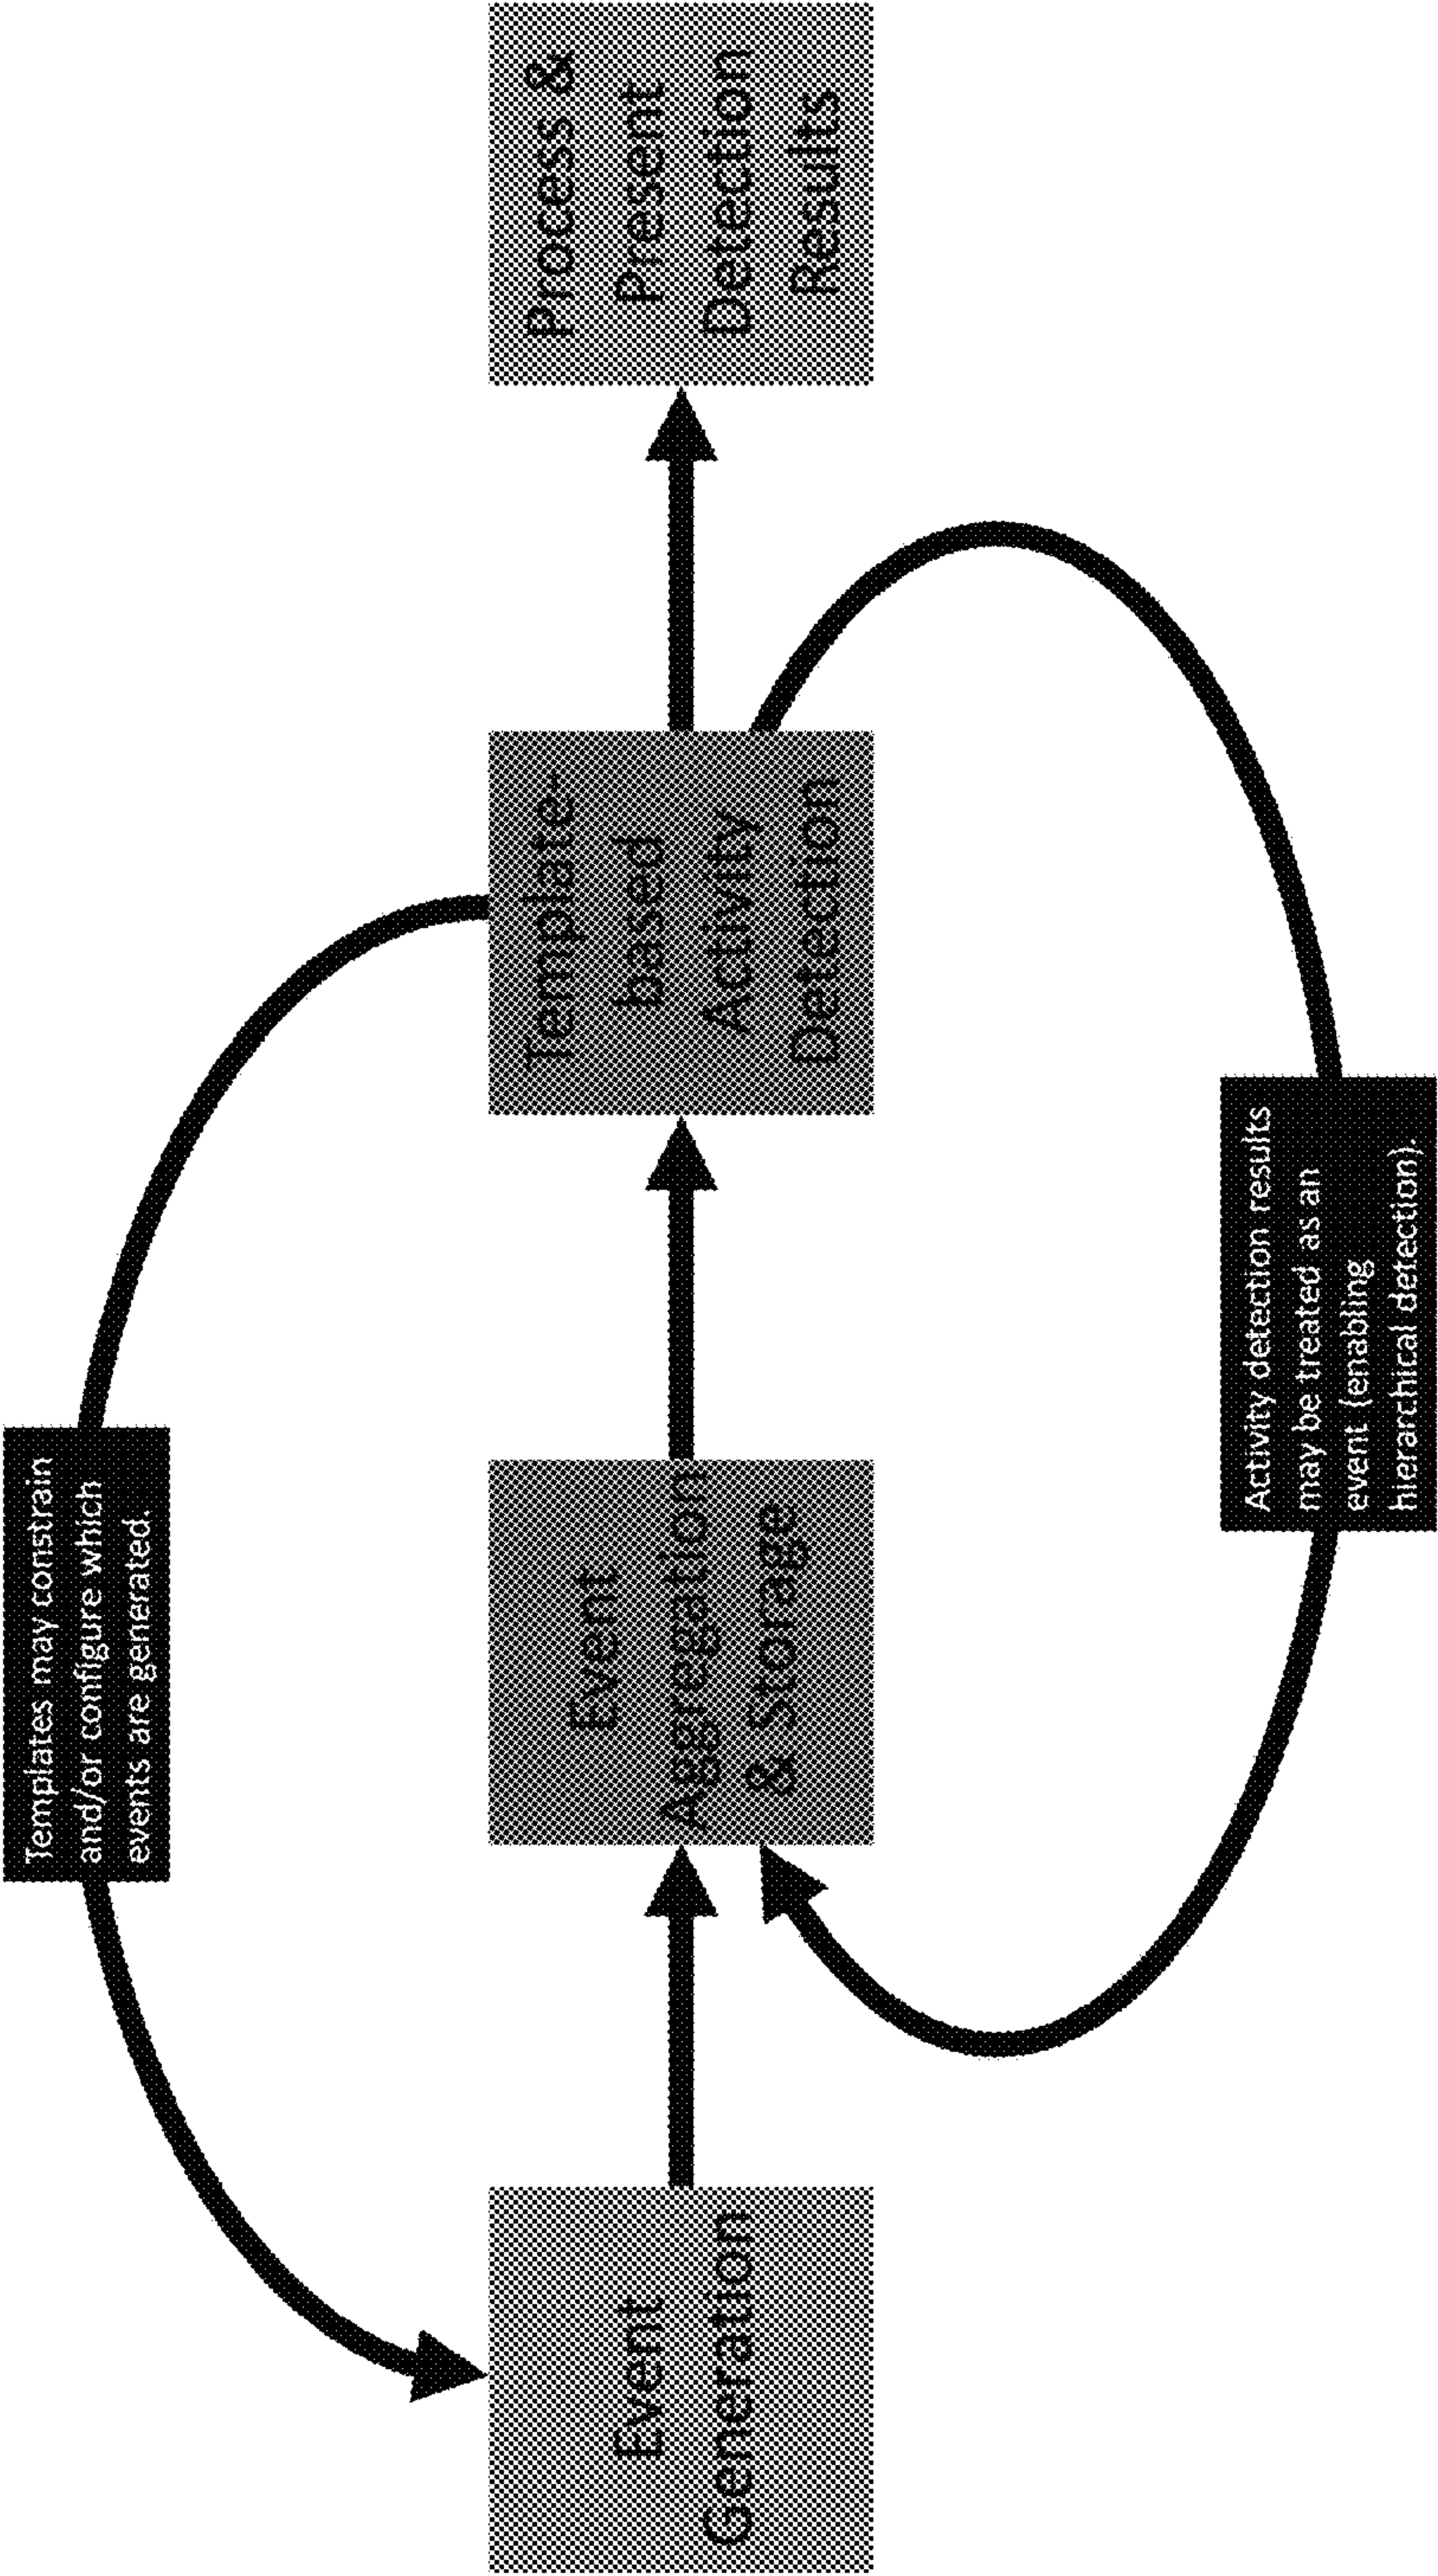 Templates may constrain
and/or configure which
events are generated.
Event
Generation
Event
Aggregation
& Storage
Template-
based
Activity
Detection
Process &
Present
Detection
Results
Activity detection results
may be treated as an
event (enabling
hierarchical detection).